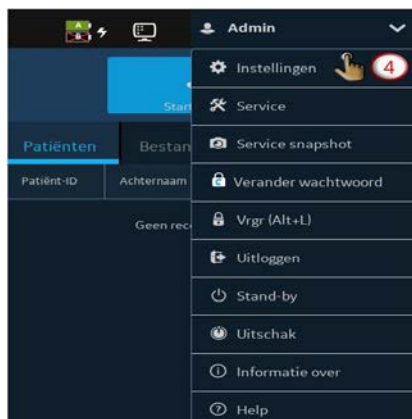 Admin
Instellingen
4
Start
Service
Patiënten
Bestan
Service snapshot
Patiënt-ID
Achternaam
Verander wachtwoord
Geen rec
Vrgr (Alt+L)
Uitloggen
Stand-by
Uitschak
Informatie over
Help